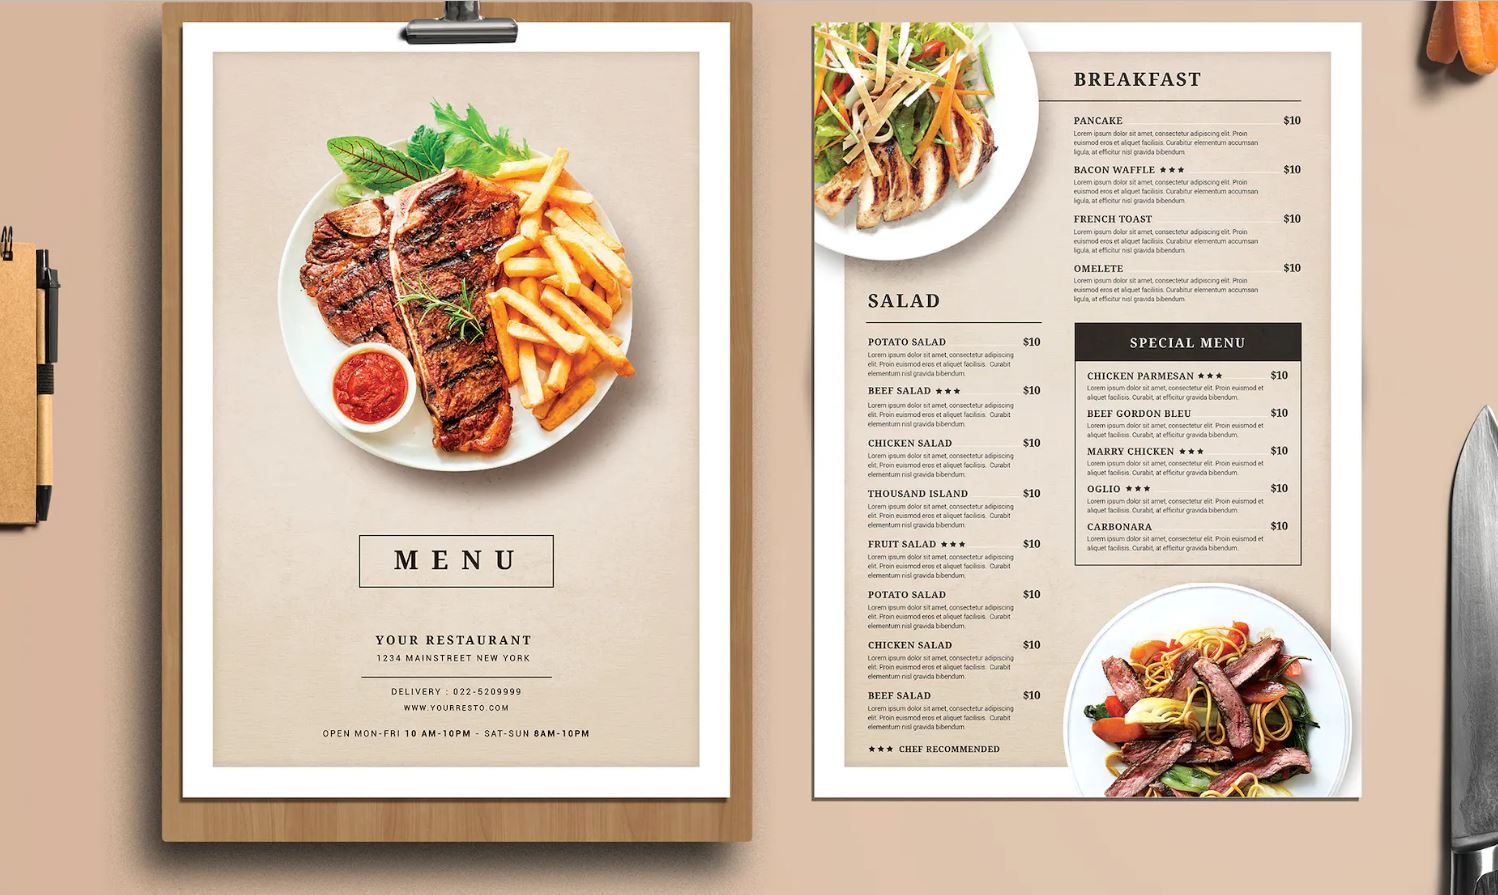 MENU
YOUR RESTAURANT
1234 MAINSTREET NEW YORK
DELIVERY : 022-5209999
WWW.YOURRESTO.COM
OPEN MON-FRI 10 AM-10PM - SAT-SUN 8AM-10PM
BREAKFAST
PANCAKE $10
Lorem ipsum dolor sit amet, consectetur adipiscing elit. Proin
euismod eros et aliquet facilisis. Curabitur elementum accumsan
ligula, at efficitur nisl gravida bibendum.
BACON WAFFLE ★★★ $10
Lorem ipsum dolor sit amet, consectetur adipiscing elit. Proin
euismod eros et aliquet facilisis. Curabitur elementum accumsan
ligula, at efficitur nisl gravida bibendum.
FRENCH TOAST $10
Lorem ipsum dolor sit amet, consectetur adipiscing elit. Proin
euismod eros et aliquet facilisis. Curabitur elementum accumsan
ligula, at efficitur nisl gravida bibendum.
OMELETE $10
Lorem ipsum dolor sit amet, consectetur adipiscing elit. Proin
euismod eros et aliquet facilisis. Curabitur elementum accumsan
ligula, at efficitur nisl gravida bibendum.
SALAD
POTATO SALAD $10
Lorem ipsum dolor sit amet, consectetur adipiscing
elit. Proin euismod eros et aliquet facilisis. Curabit
elementum nisl gravida bibendum.
BEEF SALAD ★★★ $10
Lorem ipsum dolor sit amet, consectetur adipiscing
elit. Proin euismod eros et aliquet facilisis. Curabit
elementum nisl gravida bibendum.
CHICKEN SALAD $10
Lorem ipsum dolor sit amet, consectetur adipiscing
elit. Proin euismod eros et aliquet facilisis. Curabit
elementum nisl gravida bibendum.
THOUSAND ISLAND $10
Lorem ipsum dolor sit amet, consectetur adipiscing
elit. Proin euismod eros et aliquet facilisis. Curabit
elementum nisl gravida bibendum.
FRUIT SALAD ★★★ $10
Lorem ipsum dolor sit amet, consectetur adipiscing
elit. Proin euismod eros et aliquet facilisis. Curabit
elementum nisl gravida bibendum.
POTATO SALAD $10
Lorem ipsum dolor sit amet, consectetur adipiscing
elit. Proin euismod eros et aliquet facilisis. Curabit
elementum nisl gravida bibendum.
CHICKEN SALAD $10
Lorem ipsum dolor sit amet, consectetur adipiscing
elit. Proin euismod eros et aliquet facilisis. Curabit
elementum nisl gravida bibendum.
BEEF SALAD $10
Lorem ipsum dolor sit amet, consectetur adipiscing
elit. Proin euismod eros et aliquet facilisis. Curabit
elementum nisl gravida bibendum.
★★★ CHEF RECOMMENDED
SPECIAL MENU
CHICKEN PARMESAN ★★★ $10
Lorem ipsum dolor sit amet, consectetur adipiscing elit. Proin euismod et
aliquet facilisis. Curabit, at efficitur nisl gravida bibendum.
BEEF GORDON BLEU $10
Lorem ipsum dolor sit amet, consectetur adipiscing elit. Proin euismod et
aliquet facilisis. Curabit, at efficitur nisl gravida bibendum.
MARRY CHICKEN ★★★ $10
Lorem ipsum dolor sit amet, consectetur adipiscing elit. Proin euismod et
aliquet facilisis. Curabit, at efficitur nisl gravida bibendum.
OGLIO ★★★ $10
Lorem ipsum dolor sit amet, consectetur adipiscing elit. Proin euismod et
aliquet facilisis. Curabit, at efficitur nisl gravida bibendum.
CARBONARA $10
Lorem ipsum dolor sit amet, consectetur adipiscing elit. Proin euismod et
aliquet facilisis. Curabit, at efficitur nisl gravida bibendum.